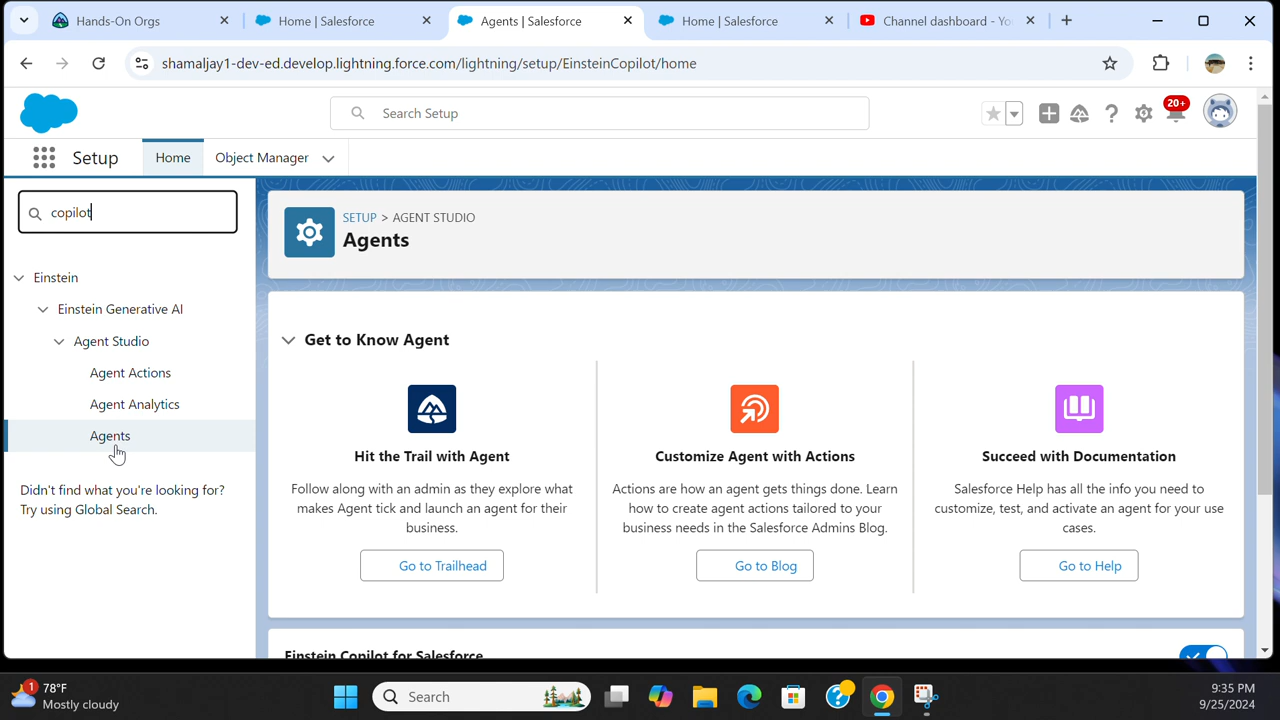 Hands-On Orgs
Home | Salesforce
Agents | Salesforce
Home | Salesforce
Channel dashboard - Yo
shamaljay1-dev-ed.develop.lightning.force.com/lightning/setup/EinsteinCopilot/home
Search Setup
20+
Setup
Home
Object Manager
copilot
SETUP > AGENT STUDIO
Agents
Einstein
Einstein Generative AI
Agent Studio
Agent Actions
Agent Analytics
Agents
Didn't find what you're looking for?
Try using Global Search.
Get to Know Agent
Hit the Trail with Agent
Follow along with an admin as they explore what
makes Agent tick and launch an agent for their
business.
Go to Trailhead
Customize Agent with Actions
Actions are how an agent gets things done. Learn
how to create agent actions tailored to your
business needs in the Salesforce Admins Blog.
Go to Blog
Succeed with Documentation
Salesforce Help has all the info you need to
customize, test, and activate an agent for your use
cases.
Go to Help
Einstein Copilot for Salesforce
1
78°F
Mostly cloudy
Search
9:35 PM
9/25/2024